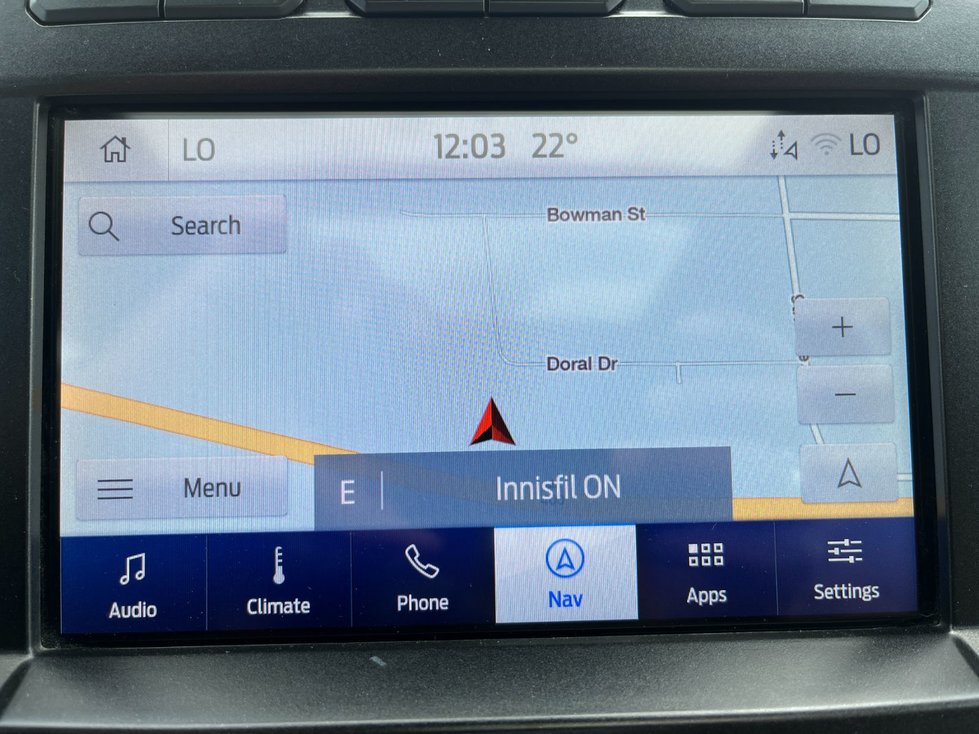 LO 12:03 22° LO
Search
Bowman St
Doral Dr
Menu
E Innisfil ON
Audio Climate Phone Nav Apps Settings